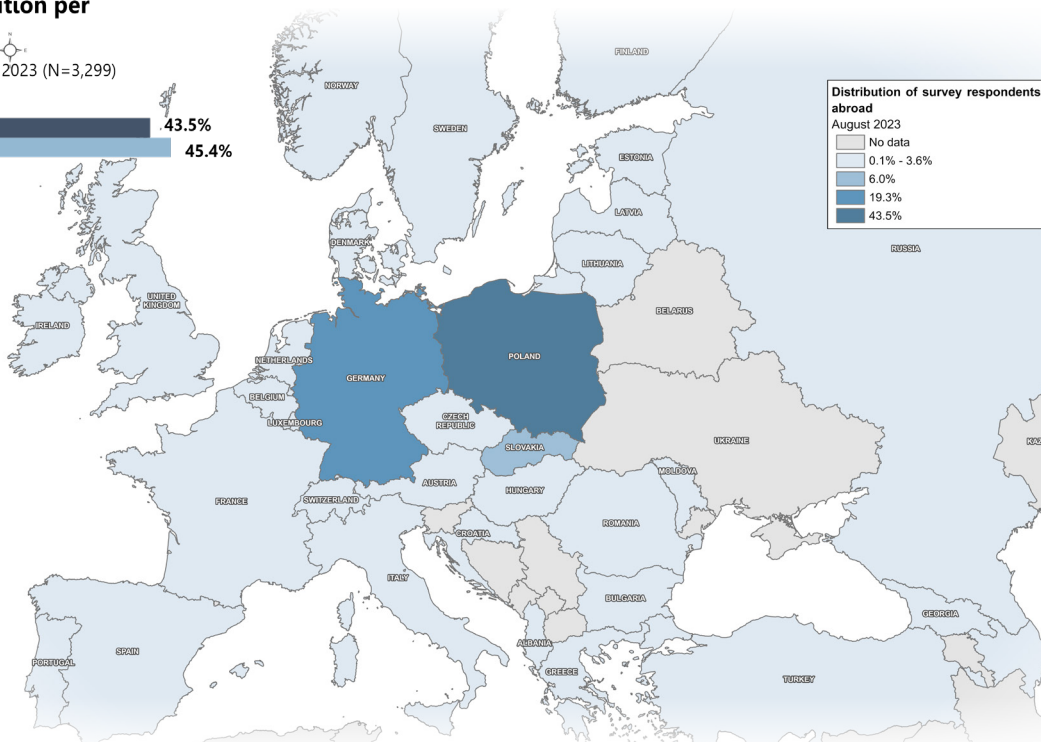 ution per
N
E
2023 (N=3,299)
43.5%
45.4%
Distribution of survey respondents
abroad
August 2023
No data
0.1% - 3.6%
6.0%
19.3%
43.5%
FINLAND
NORWAY
SWEDEN
ESTONIA
LATVIA
DENMARK
RUSSIA
LITHUANIA
UNITED
KINGDOM
BELARUS
IRELAND
NETHERLANDS
POLAND
GERMANY
BELGIUM
LUXEMBOURG
CZECH
REPUBLIC
UKRAINE
KAZ
SLOVAKIA
MOLDOVA
AUSTRIA
HUNGARY
FRANCE
SWITZERLAND
ROMANIA
CROATIA
ITALY
BULGARIA
GEORGIA
ALBANIA
SPAIN
PORTUGAL
GREECE
TURKEY